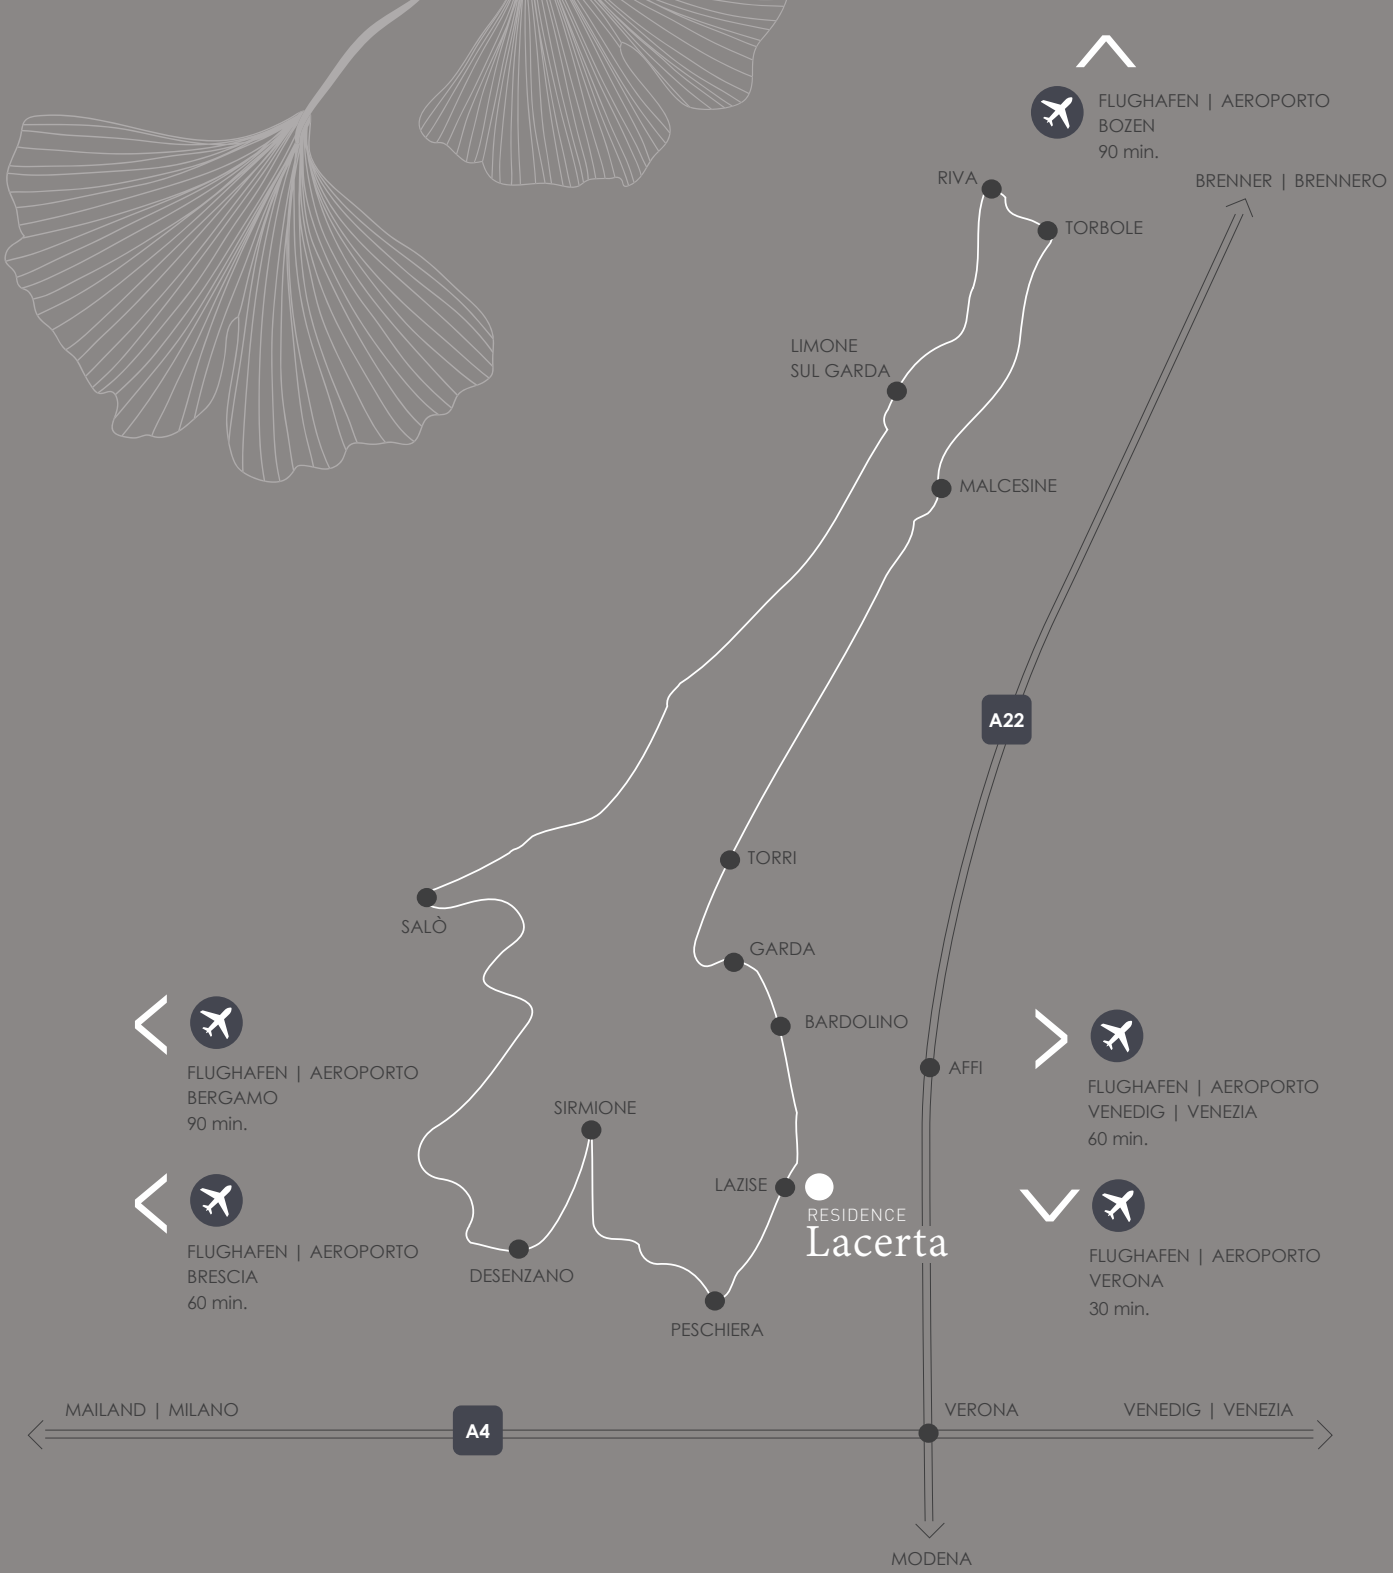 FLUGHAFEN | AEROPORTO
BOZEN
90 min.
RIVA
BRENNER | BRENNERO
TORBOLE
LIMONE
SUL GARDA
MALCESINE
A22
TORRI
SALÒ
GARDA
BARDOLINO
AFFI
FLUGHAFEN | AEROPORTO
BERGAMO
90 min.
FLUGHAFEN | AEROPORTO
VENEDIG | VENEZIA
60 min.
SIRMIONE
LAZISE
RESIDENCE
Lacerta
FLUGHAFEN | AEROPORTO
BRESCIA
60 min.
DESENZANO
FLUGHAFEN | AEROPORTO
VERONA
30 min.
PESCHIERA
MAILAND | MILANO
A4
VERONA
VENEDIG | VENEZIA
MODENA